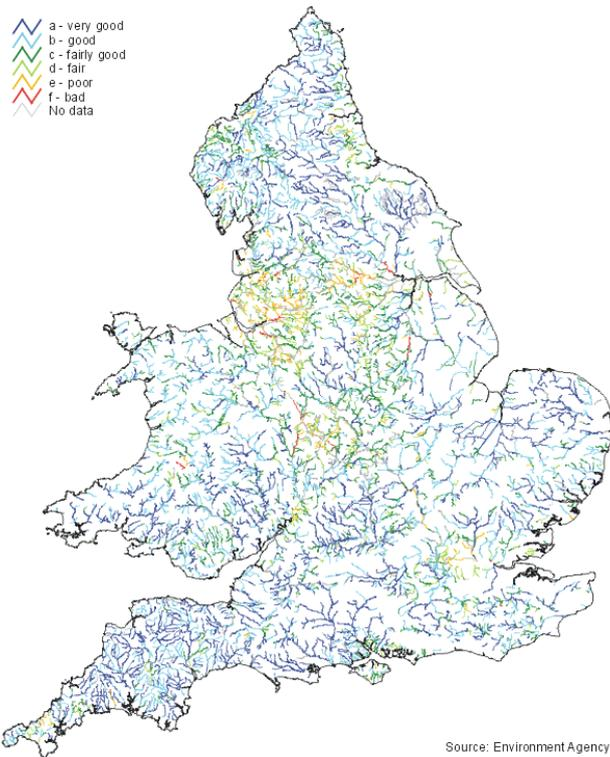 a - very good
b - good
c - fairly good
d - fair
e - poor
f - bad
No data
Source: Environment Agency